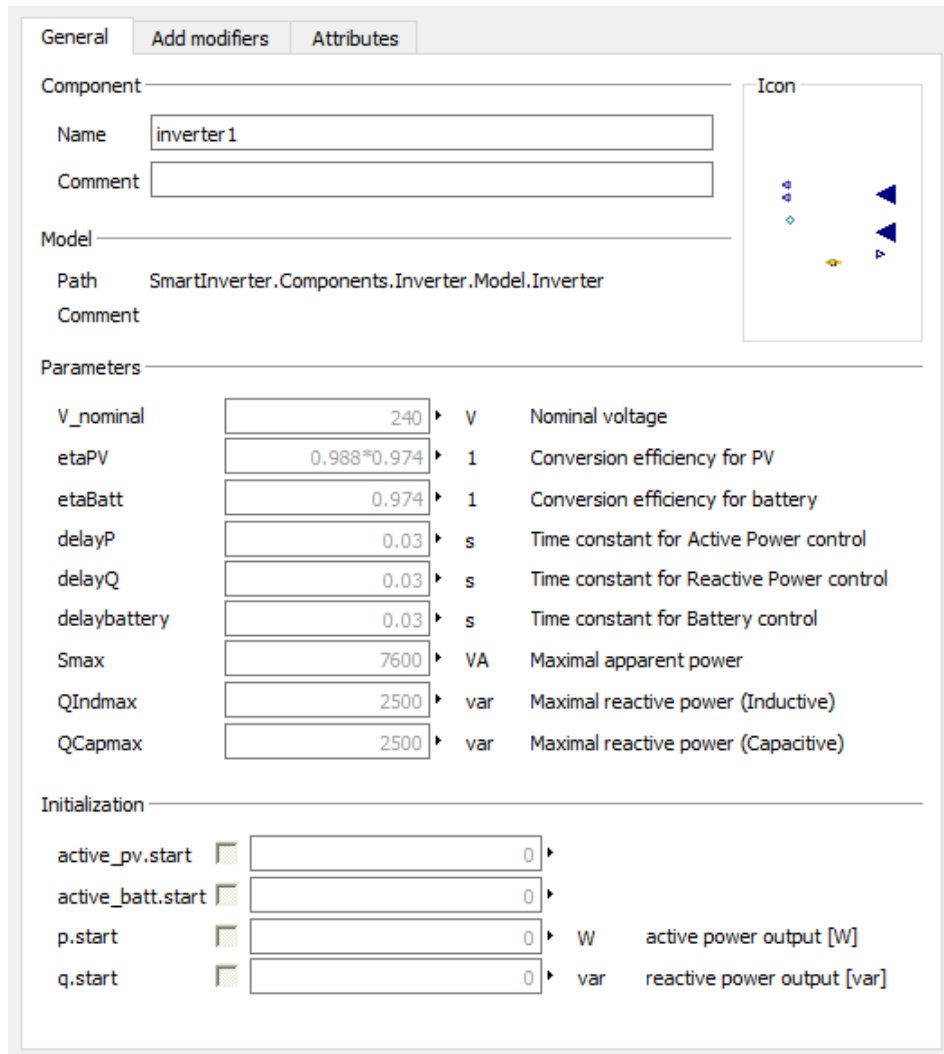 General Add modifiers Attributes
Component
Icon
Name inverter1
Comment
Model
Path SmartInverter.Components.Inverter.Model.Inverter
Comment
Parameters
V_nominal 240 V Nominal voltage
etaPV 0.988*0.974 1 Conversion efficiency for PV
etaBatt 0.974 1 Conversion efficiency for battery
delayP 0.03 s Time constant for Active Power control
delayQ 0.03 s Time constant for Reactive Power control
delaybattery 0.03 s Time constant for Battery control
Smax 7600 VA Maximal apparent power
QIndmax 2500 var Maximal reactive power (Inductive)
QCapmax 2500 var Maximal reactive power (Capacitive)
Initialization
active_pv.start 0
active_batt.start 0
p.start 0 W active power output [W]
q.start 0 var reactive power output [var]